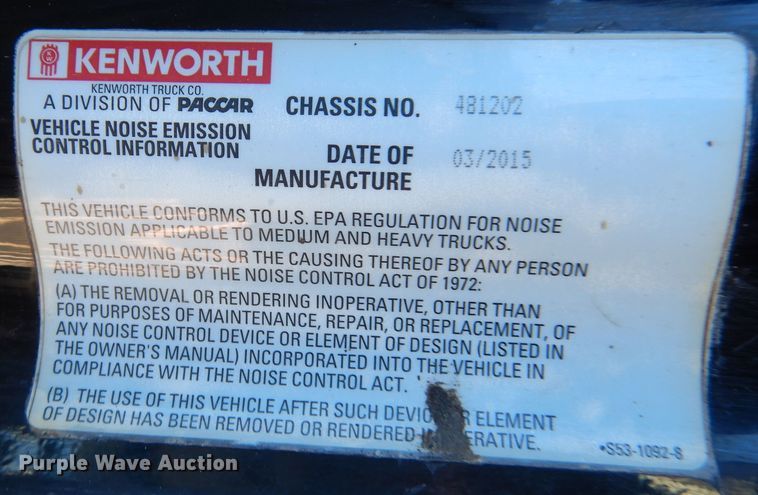 KENWORTH
KENWORTH TRUCK CO.
A DIVISION OF PACCAR
CHASSIS NO. 481202
VEHICLE NOISE EMISSION
CONTROL INFORMATION
DATE OF
MANUFACTURE
03/2015
THIS VEHICLE CONFORMS TO U.S. EPA REGULATION FOR NOISE
EMISSION APPLICABLE TO MEDIUM AND HEAVY TRUCKS.
THE FOLLOWING ACTS OR THE CAUSING THEREOF BY ANY PERSON
ARE PROHIBITED BY THE NOISE CONTROL ACT OF 1972:
(A) THE REMOVAL OR RENDERING INOPERATIVE, OTHER THAN
FOR PURPOSES OF MAINTENANCE, REPAIR, OR REPLACEMENT, OF
ANY NOISE CONTROL DEVICE OR ELEMENT OF DESIGN (LISTED IN
THE OWNER'S MANUAL) INCORPORATED INTO THE VEHICLE IN
COMPLIANCE WITH THE NOISE CONTROL ACT.
(B) THE USE OF THIS VEHICLE AFTER SUCH ELEMENT
OF DESIGN HAS BEEN REMOVED OR RENDERED
•S53-1092-8
Purple Wave Auction